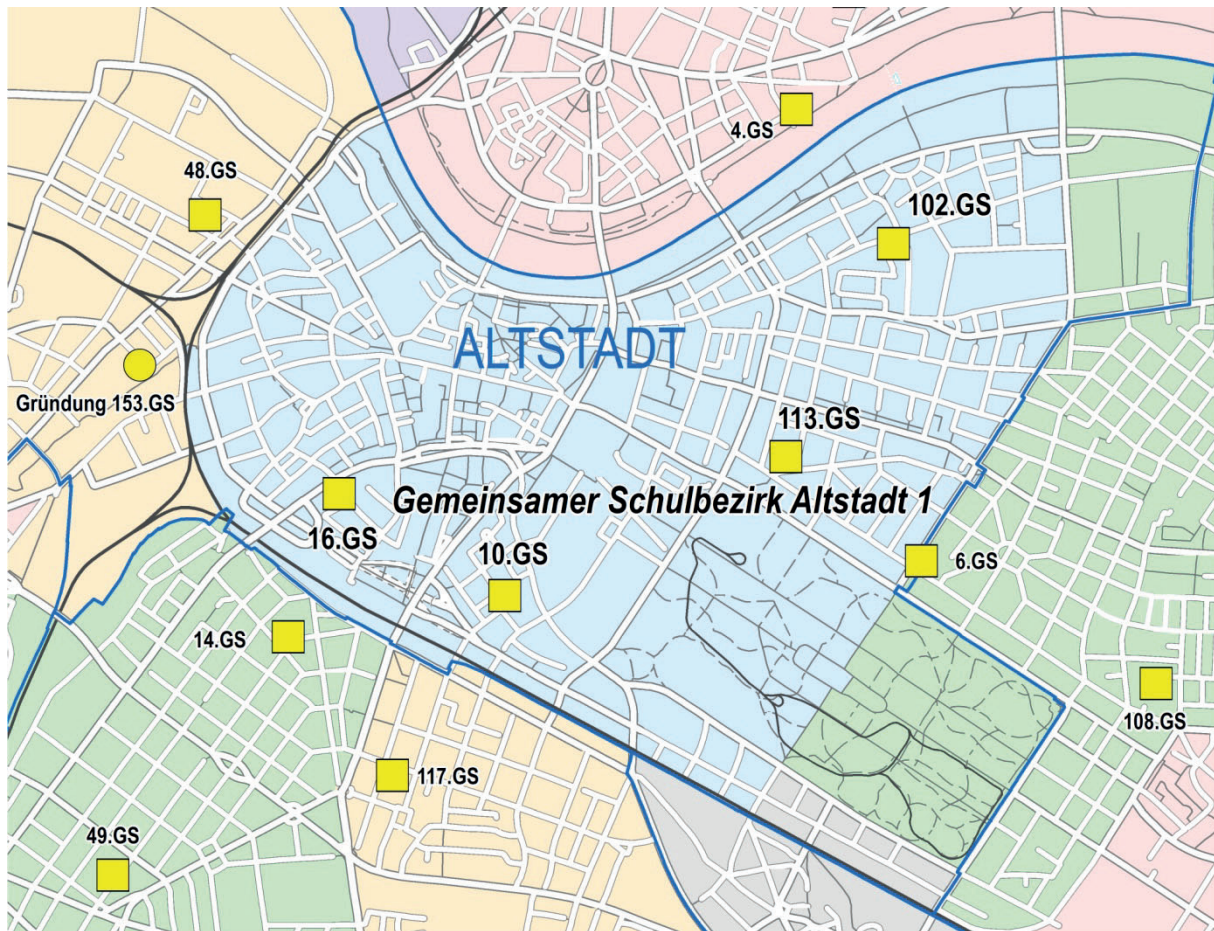 4.GS
48.GS
102.GS
ALTSTADT
Gründung 153.GS
113.GS
Gemeinsamer Schulbezirk Altstadt 1
16.GS
10.GS
6.GS
14.GS
108.GS
117.GS
49.GS